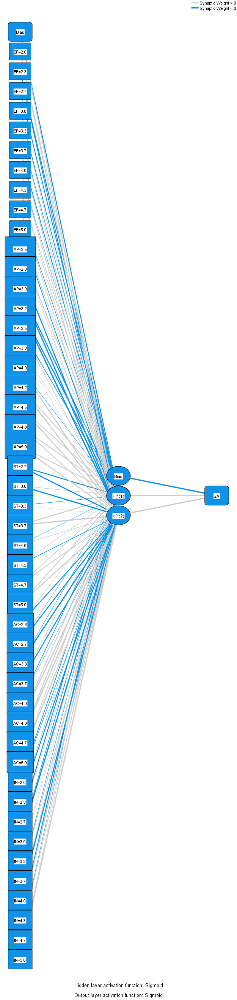 Synaptic Weight > 0
Synaptic Weight < 0
Bias
EF=2.0
EF=2.3
EF=2.7
EF=3.0
EF=3.3
EF=3.7
EF=4.0
EF=4.3
EF=4.7
EF=5.0
AP=2.5
AP=2.8
AP=3.0
AP=3.2
AP=3.5
AP=3.8
AP=4.0
AP=4.2
AP=4.5
AP=4.8
AP=5.0
ST=2.7
ST=3.0
ST=3.3
ST=3.7
ST=4.0
ST=4.3
ST=4.7
ST=5.0
AC=2.3
AC=2.7
AC=3.3
AC=3.7
AC=4.0
AC=4.3
AC=4.7
AC=5.0
IN=2.0
IN=2.3
IN=2.7
IN=3.0
IN=3.3
IN=3.7
IN=4.0
IN=4.3
IN=4.7
IN=5.0
Bias
H(1:1)
H(1:2)
SA
Hidden layer activation function: Sigmoid
Output layer activation function: Sigmoid